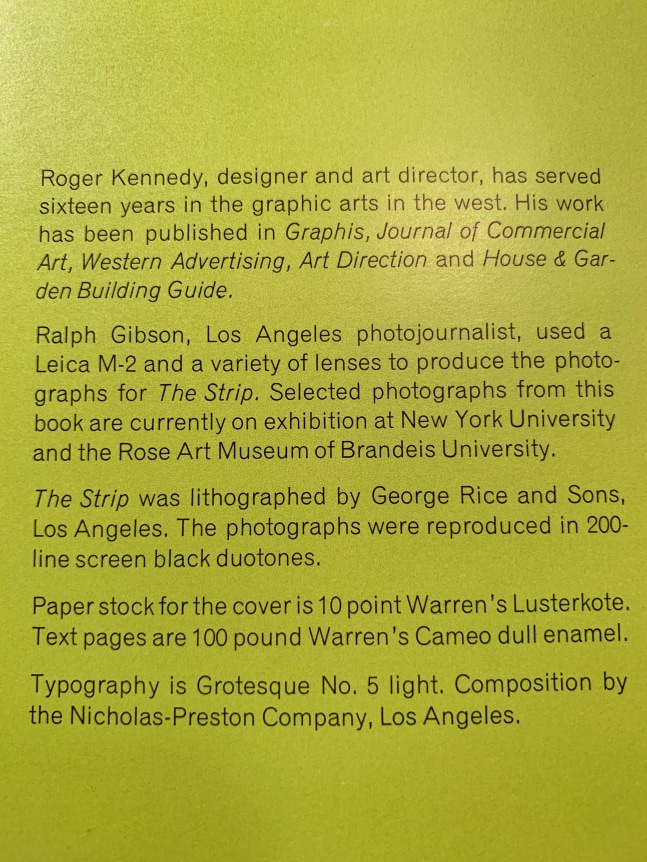 Roger Kennedy, designer and art director, has served
sixteen years in the graphic arts in the west. His work
has been published in Graphis, Journal of Commercial
Art, Western Advertising, Art Direction and House & Gar-
den Building Guide.
Ralph Gibson, Los Angeles photojournalist, used a
Leica M-2 and a variety of lenses to produce the photo-
graphs for The Strip. Selected photographs from this
book are currently on exhibition at New York University
and the Rose Art Museum of Brandeis University.
The Strip was lithographed by George Rice and Sons,
Los Angeles. The photographs were reproduced in 200-
line screen black duotones.
Paper stock for the cover is 10 point Warren's Lusterkote.
Text pages are 100 pound Warren's Cameo dull enamel.
Typography is Grotesque No. 5 light. Composition by
the Nicholas-Preston Company, Los Angeles.